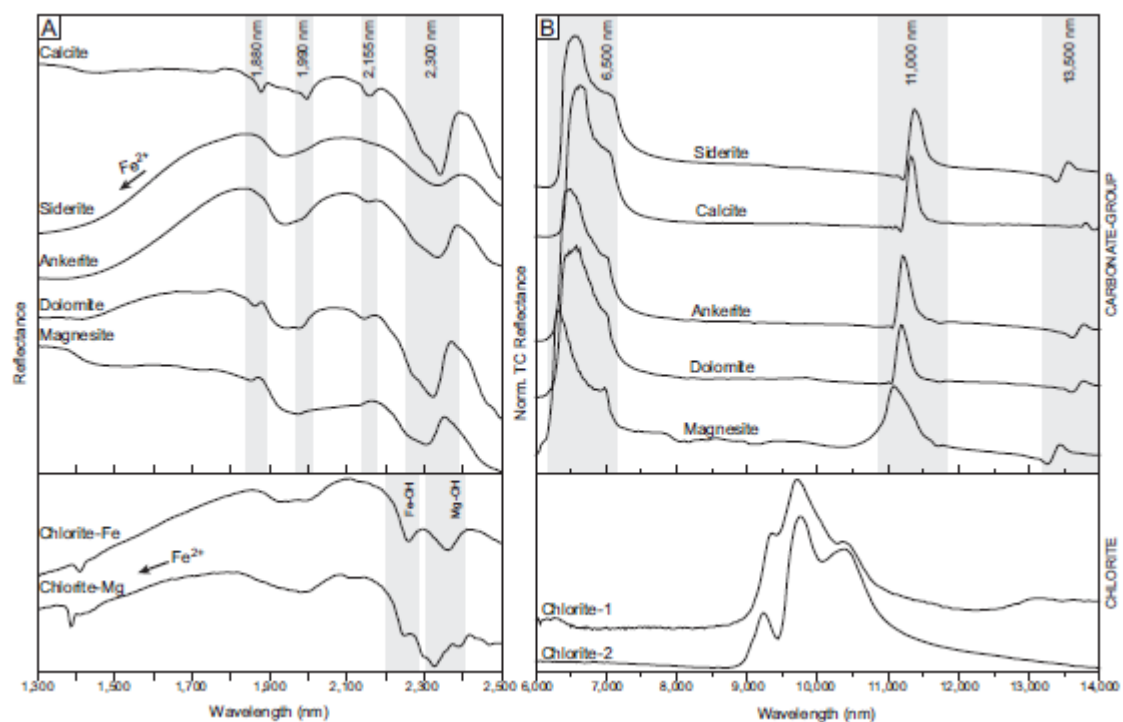 A
1,880 nm
1,990 nm
2,155 nm
2,300 nm
Calcite
Fe²⁺
Siderite
Ankerite
Dolomite
Magnesite
Reflectance
Fe-OH
Mg-OH
Chlorite-Fe
Fe²⁺
Chlorite-Mg
1,300 1,500 1,700 1,900 2,100 2,300 2,500
Wavelength (nm)
B
6,500 nm
11,000 nm
13,500 nm
Siderite
Calcite
Ankerite
Dolomite
Magnesite
Norm. TC Reflectance
CARBONATE-GROUP
Chlorite-1
Chlorite-2
CHLORITE
6,000 7,000 9,000 10,000 11,000 12,000 13,000 14,000
Wavelength (nm)